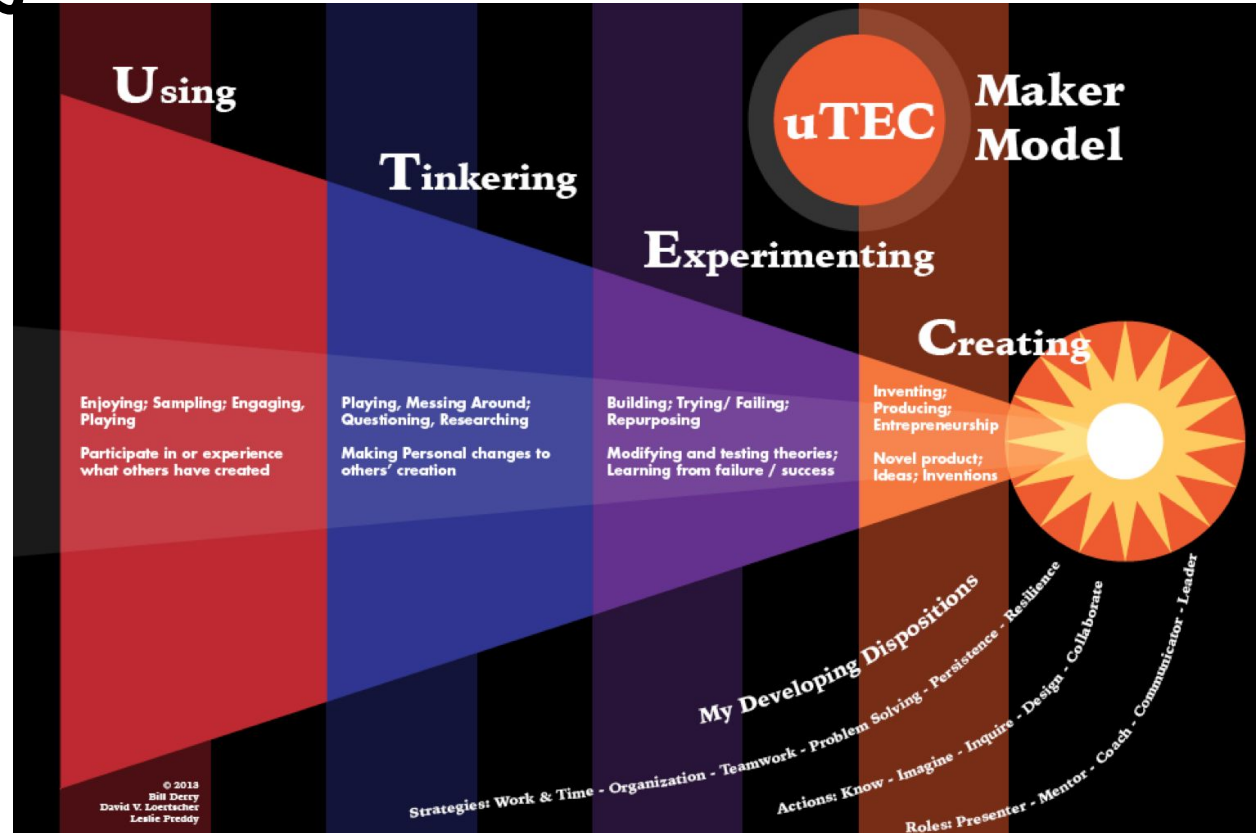 Using
Tinkering
Experimenting
Creating
uTEC
Maker
Model
Enjoying; Sampling; Engaging,
Playing
Participate in or experience
what others have created
Playing, Messing Around;
Questioning, Researching
Making Personal changes to
others' creation
Building; Trying/ Failing;
Repurposing
Modifying and testing theories;
Learning from failure / success
Inventing;
Producing;
Entrepreneurship
Novel product;
Ideas; Inventions
My Developing Dispositions
Strategies: Work & Time - Organization - Teamwork - Problem Solving - Persistence - Resilience
Actions: Know - Imagine - Inquire - Design - Collaborate
Roles: Presenter - Mentor - Coach - Communicator - Leader
© 2013
Bill Derry
David V. Loertscher
Leslie Preddy